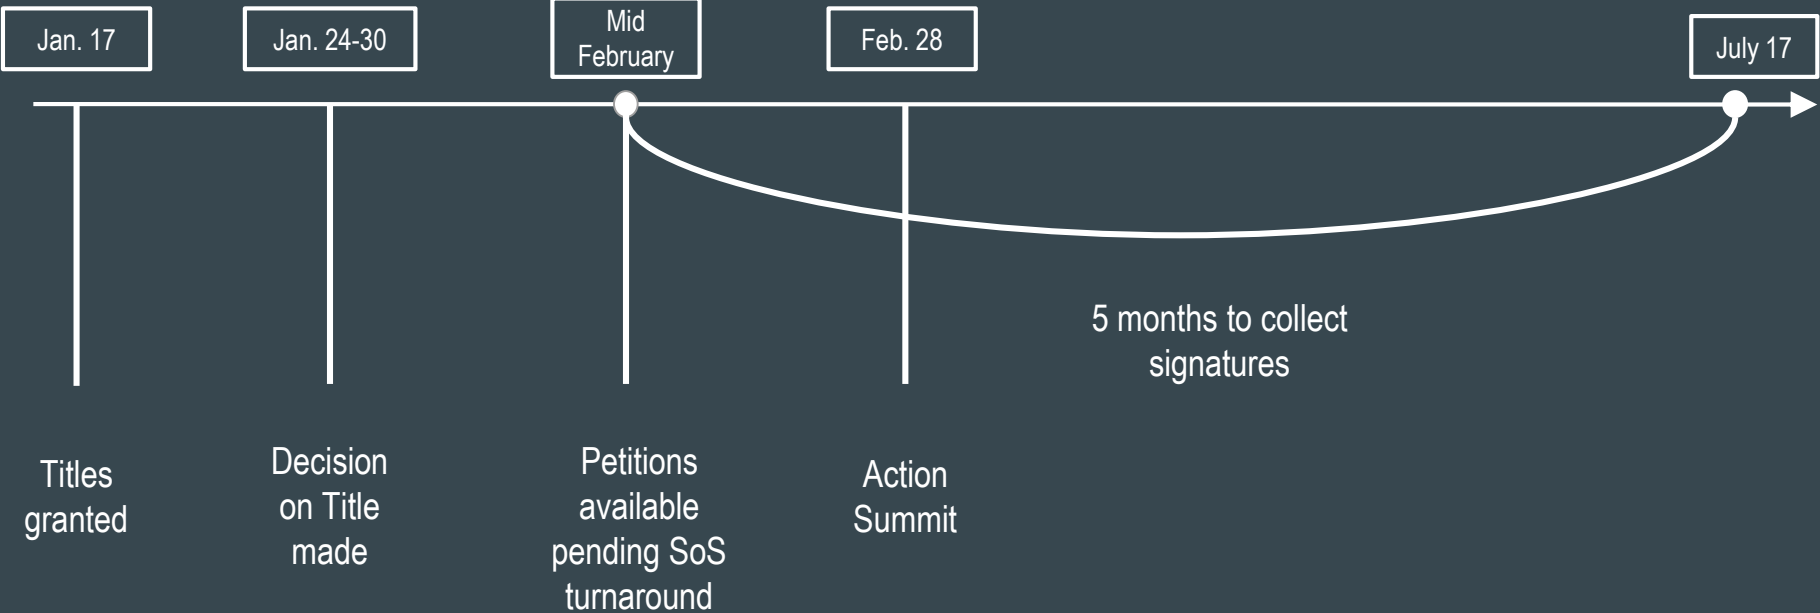 Jan. 17
Jan. 24-30
Mid
February
Feb. 28
July 17
5 months to collect
signatures
Titles
granted
Decision
on Title
made
Petitions
available
pending SoS
turnaround
Action
Summit